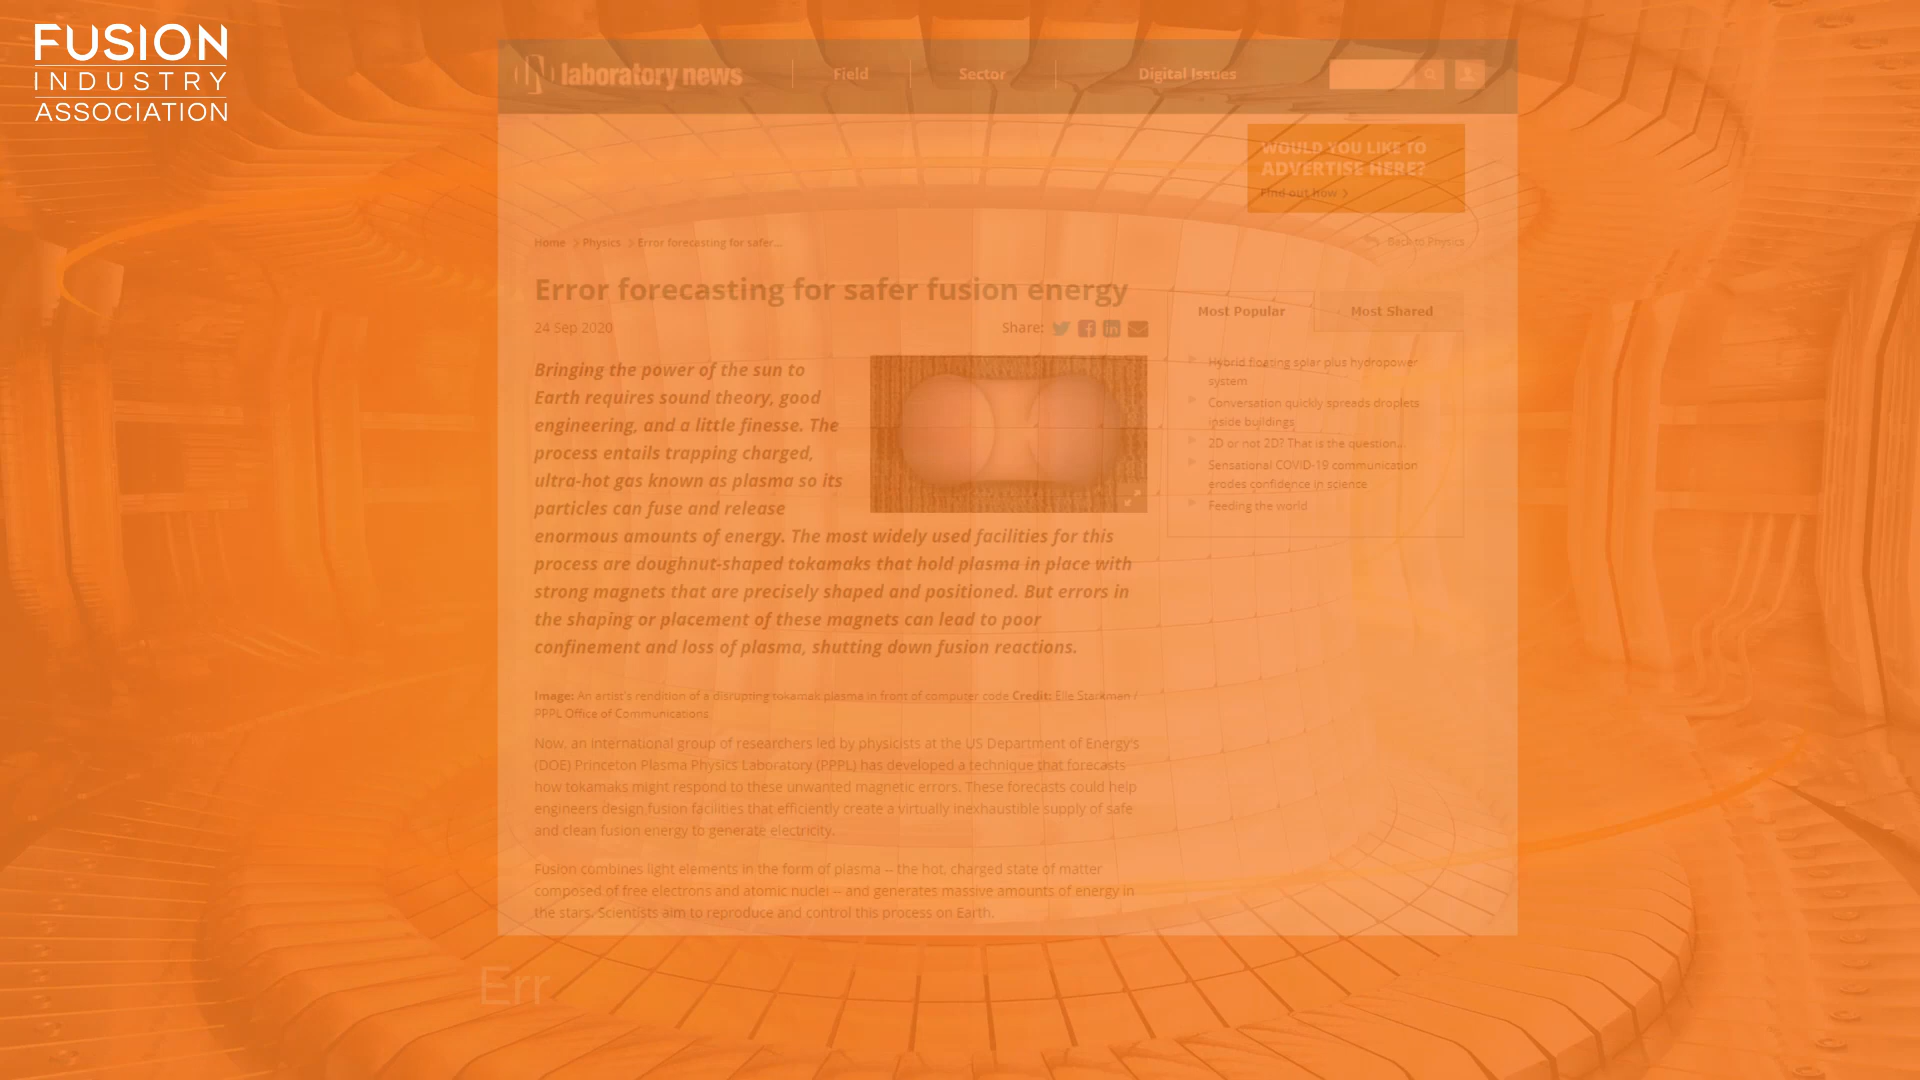 FUSION
INDUSTRY
ASSOCIATION
laboratory news
Field
Sector
Digital Issues
WOULD YOU LIKE TO
ADVERTISE HERE?
Find out how >
Home > Physics > Error forecasting for safer...
Back to Physics
Error forecasting for safer fusion energy
24 Sep 2020
Share:
Bringing the power of the sun to
Earth requires sound theory, good
engineering, and a little finesse. The
process entails trapping charged,
ultra-hot gas known as plasma so its
particles can fuse and release
enormous amounts of energy. The most widely used facilities for this
process are doughnut-shaped tokamaks that hold plasma in place with
strong magnets that are precisely shaped and positioned. But errors in
the shaping or placement of these magnets can lead to poor
confinement and loss of plasma, shutting down fusion reactions.
Image: An artist's rendition of a disrupting tokamak plasma in front of computer code Credit: Elle Starkman /
PPPL Office of Communications
Now, an international group of researchers led by physicists at the US Department of Energy's
(DOE) Princeton Plasma Physics Laboratory (PPPL) has developed a technique that forecasts
how tokamaks might respond to these unwanted magnetic errors. These forecasts could help
engineers design fusion facilities that efficiently create a virtually inexhaustible supply of safe
and clean fusion energy to generate electricity.
Fusion combines light elements in the form of plasma -- the hot, charged state of matter
composed of free electrons and atomic nuclei -- and generates massive amounts of energy in
the stars. Scientists aim to reproduce and control this process on Earth.
Most Popular
Most Shared
Hybrid floating solar plus hydropower
system
Conversation quickly spreads droplets
inside buildings
2D or not 2D? That is the question...
Sensational COVID-19 communication
erodes confidence in science
Feeding the world
Err